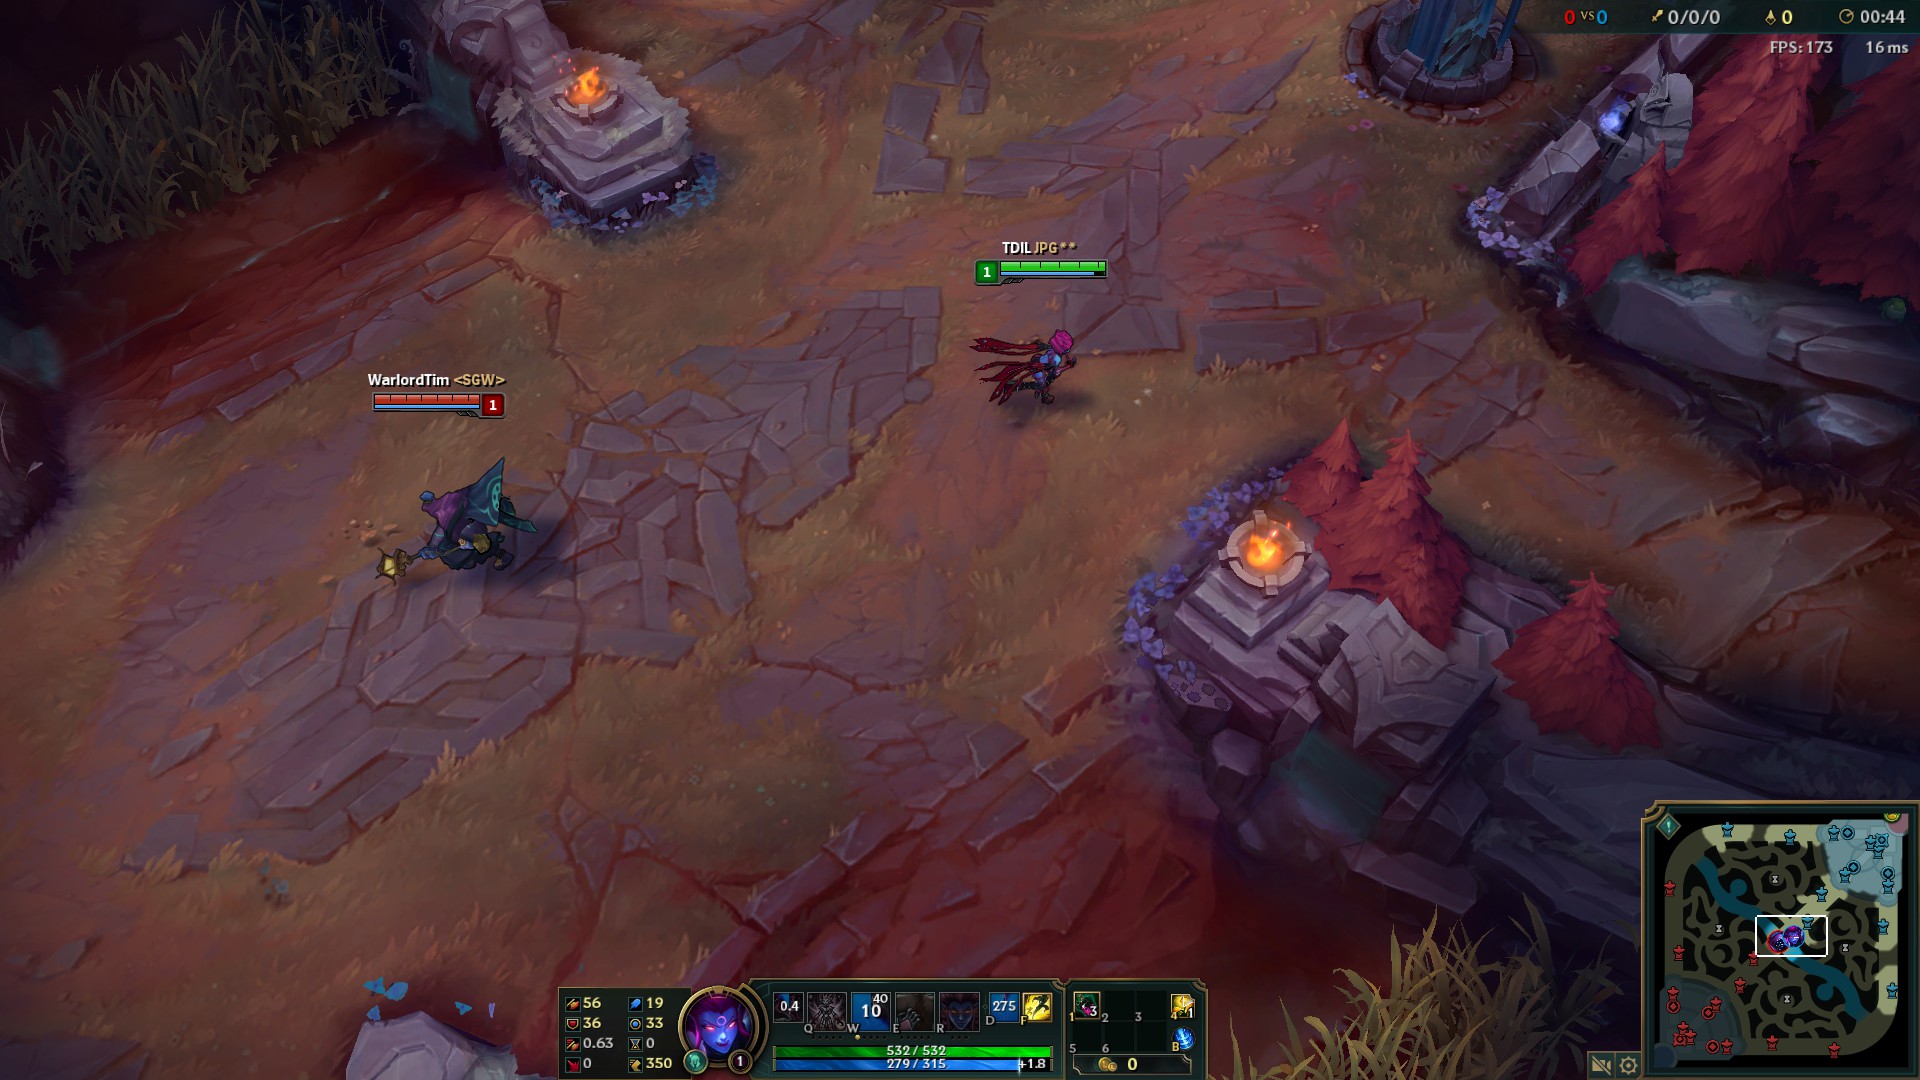 0 VS 0 0/0/0 0 00:44
FPS: 173 16 ms
TDIL JPG**
1
WarlordTim <SGW>
1
56 19
36 33
0.63 0
0 350
1
0.4 10 40 275
Q W E R D F
532 / 532
279 / 315 +1.8
3 1
1 2 3 4
5 6 B
0